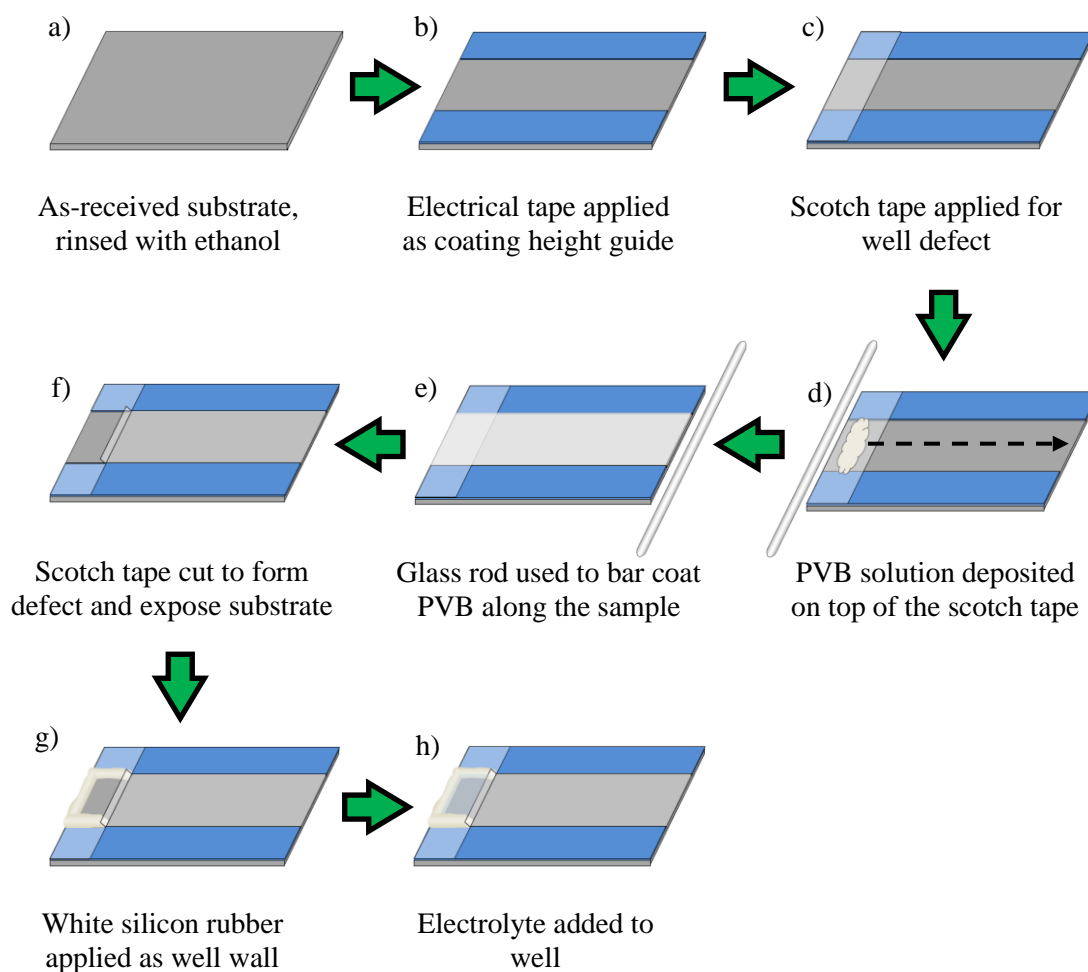 a)
As-received substrate,
rinsed with ethanol
b)
Electrical tape applied
as coating height guide
c)
Scotch tape applied for
well defect
d)
PVB solution deposited
on top of the scotch tape
e)
Glass rod used to bar coat
PVB along the sample
f)
Scotch tape cut to form
defect and expose substrate
g)
White silicon rubber
applied as well wall
h)
Electrolyte added to
well